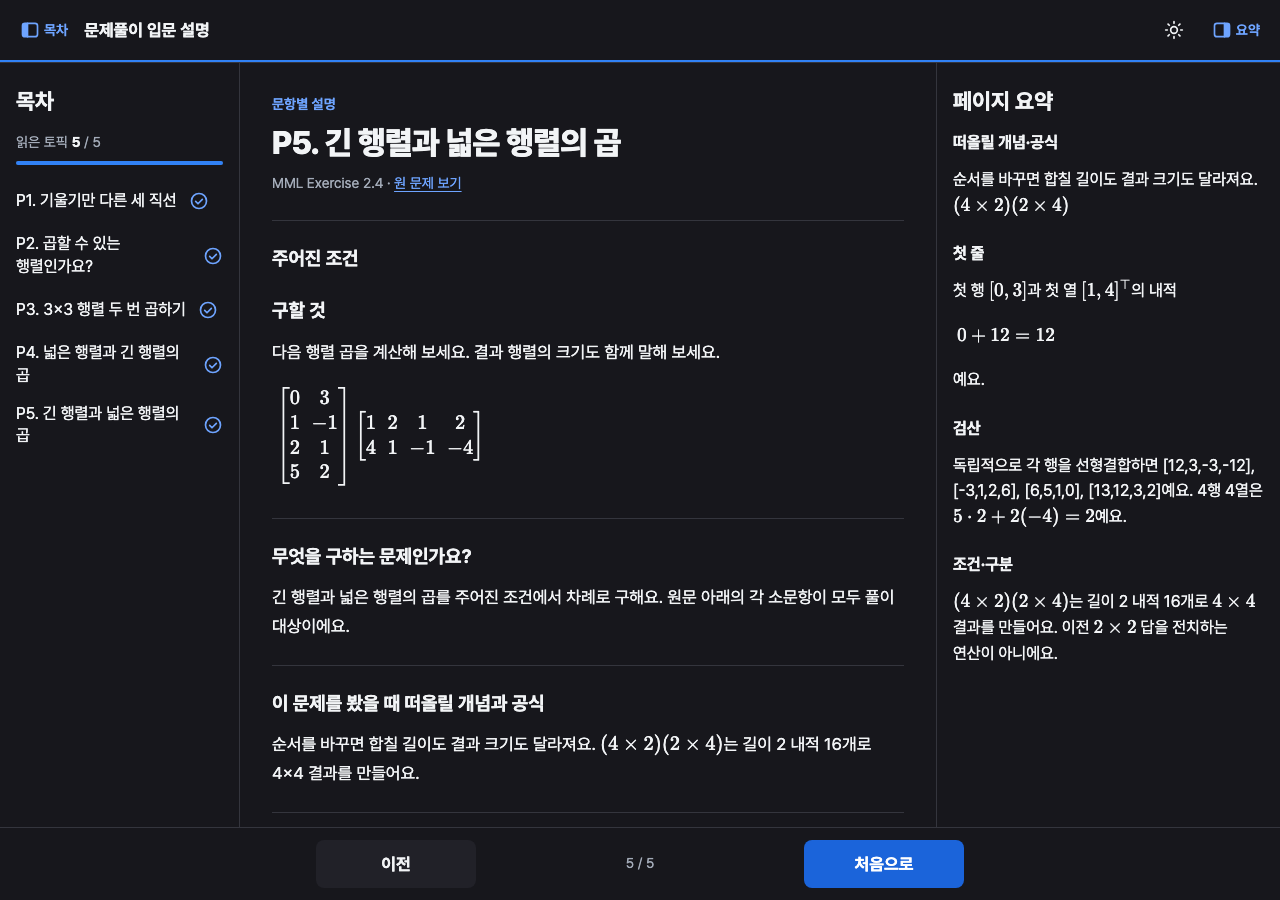 목차 문제풀이 입문 설명 요약
목차
읽은 토픽 5 / 5
P1. 기울기만 다른 세 직선
P2. 곱할 수 있는
행렬인가요?
P3. 3×3 행렬 두 번 곱하기
P4. 넓은 행렬과 긴 행렬의
곱
P5. 긴 행렬과 넓은 행렬의
곱
문항별 설명
P5. 긴 행렬과 넓은 행렬의 곱
MML Exercise 2.4 · 원 문제 보기
주어진 조건
구할 것
다음 행렬 곱을 계산해 보세요. 결과 행렬의 크기도 함께 말해 보세요.
0 3
1 −1
2 1
5 2
1 2 1 2
4 1 −1 −4
무엇을 구하는 문제인가요?
긴 행렬과 넓은 행렬의 곱를 주어진 조건에서 차례로 구해요. 원문 아래의 각 소문항이 모두 풀이
대상이에요.
이 문제를 봤을 때 떠올릴 개념과 공식
순서를 바꾸면 합칠 길이도 결과 크기도 달라져요. (4 × 2)(2 × 4)는 길이 2 내적 16개로
4×4 결과를 만들어요.
페이지 요약
떠올릴 개념·공식
순서를 바꾸면 합칠 길이도 결과 크기도 달라져요.
(4 × 2)(2 × 4)
첫 줄
첫 행 [0, 3]과 첫 열 [1, 4]⊤의 내적
0 + 12 = 12
예요.
검산
독립적으로 각 행을 선형결합하면 [12,3,-3,-12],
[-3,1,2,6], [6,5,1,0], [13,12,3,2]예요. 4행 4열은
5 · 2 + 2(−4) = 2예요.
조건·구분
(4 × 2)(2 × 4)는 길이 2 내적 16개로 4 × 4
결과를 만들어요. 이전 2 × 2 답을 전치하는
연산이 아니에요.
이전 5 / 5 처음으로